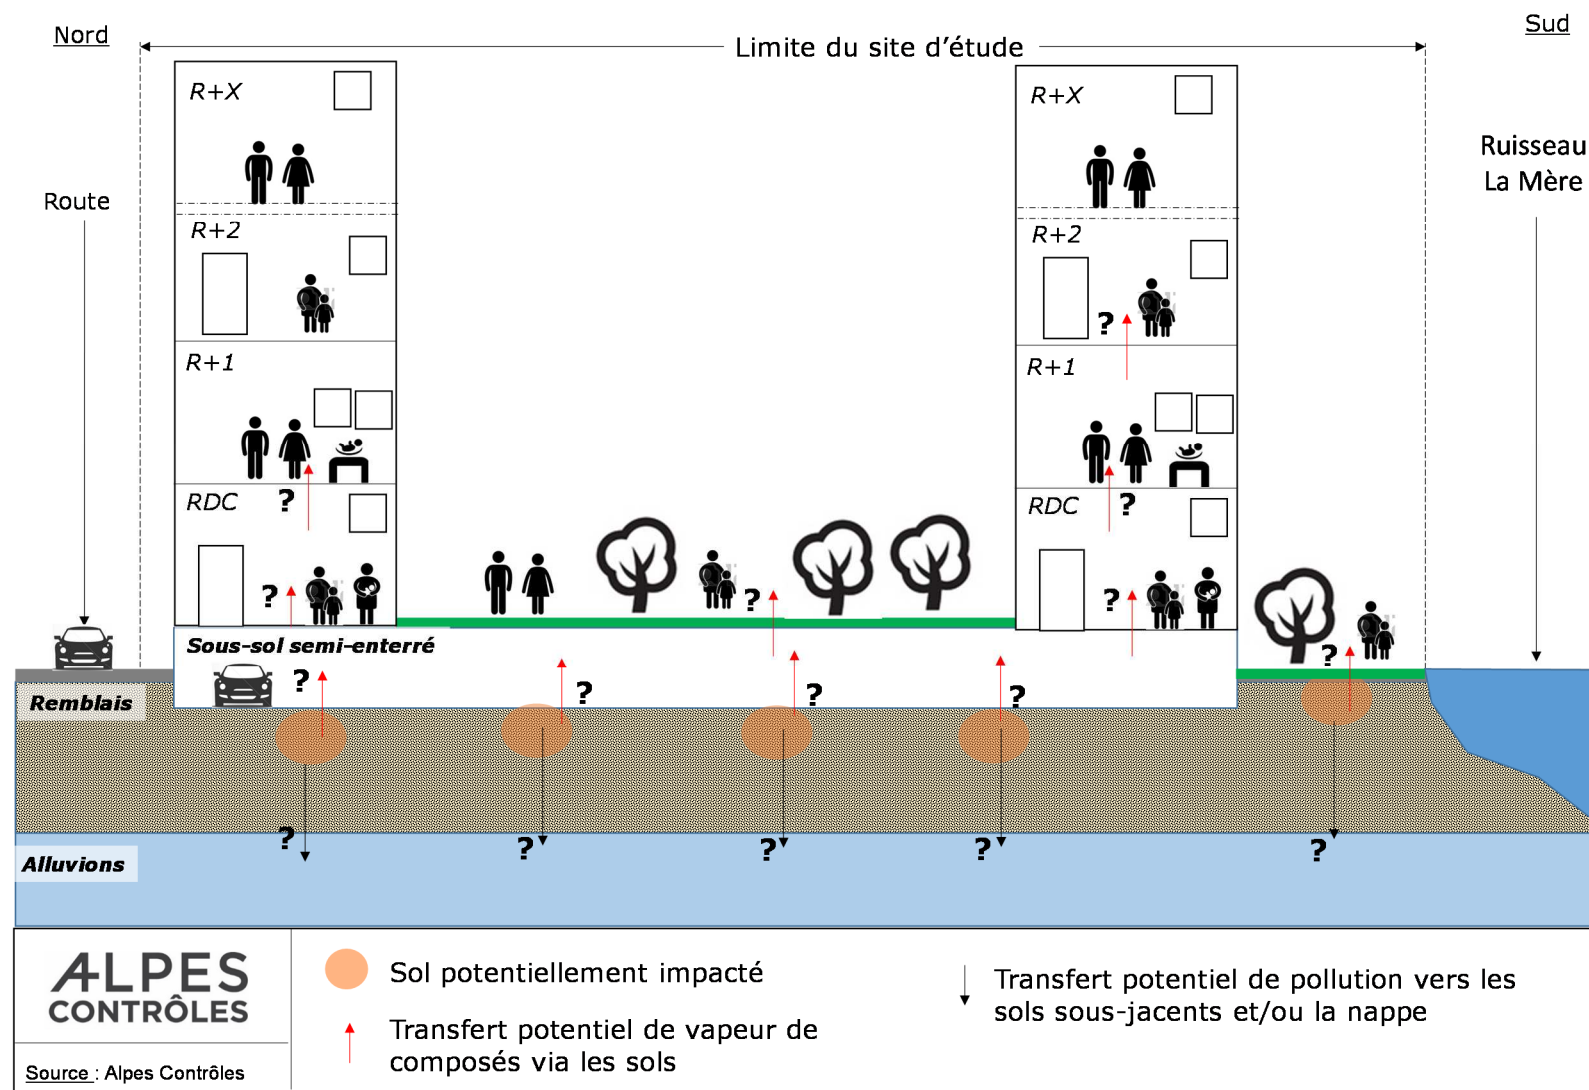 Nord
Limite du site d'étude
Sud
Route
Ruisseau
La Mère
R+X
R+2
R+1
RDC
?
?
R+X
R+2
R+1
RDC
?
?
?
?
?
Sous-sol semi-enterré
?
?
?
?
Remblais
?
?
?
?
?
Alluvions
ALPES
CONTRÔLES
Source : Alpes Contrôles
Sol potentiellement impacté
Transfert potentiel de vapeur de
composés via les sols
Transfert potentiel de pollution vers les
sols sous-jacents et/ou la nappe